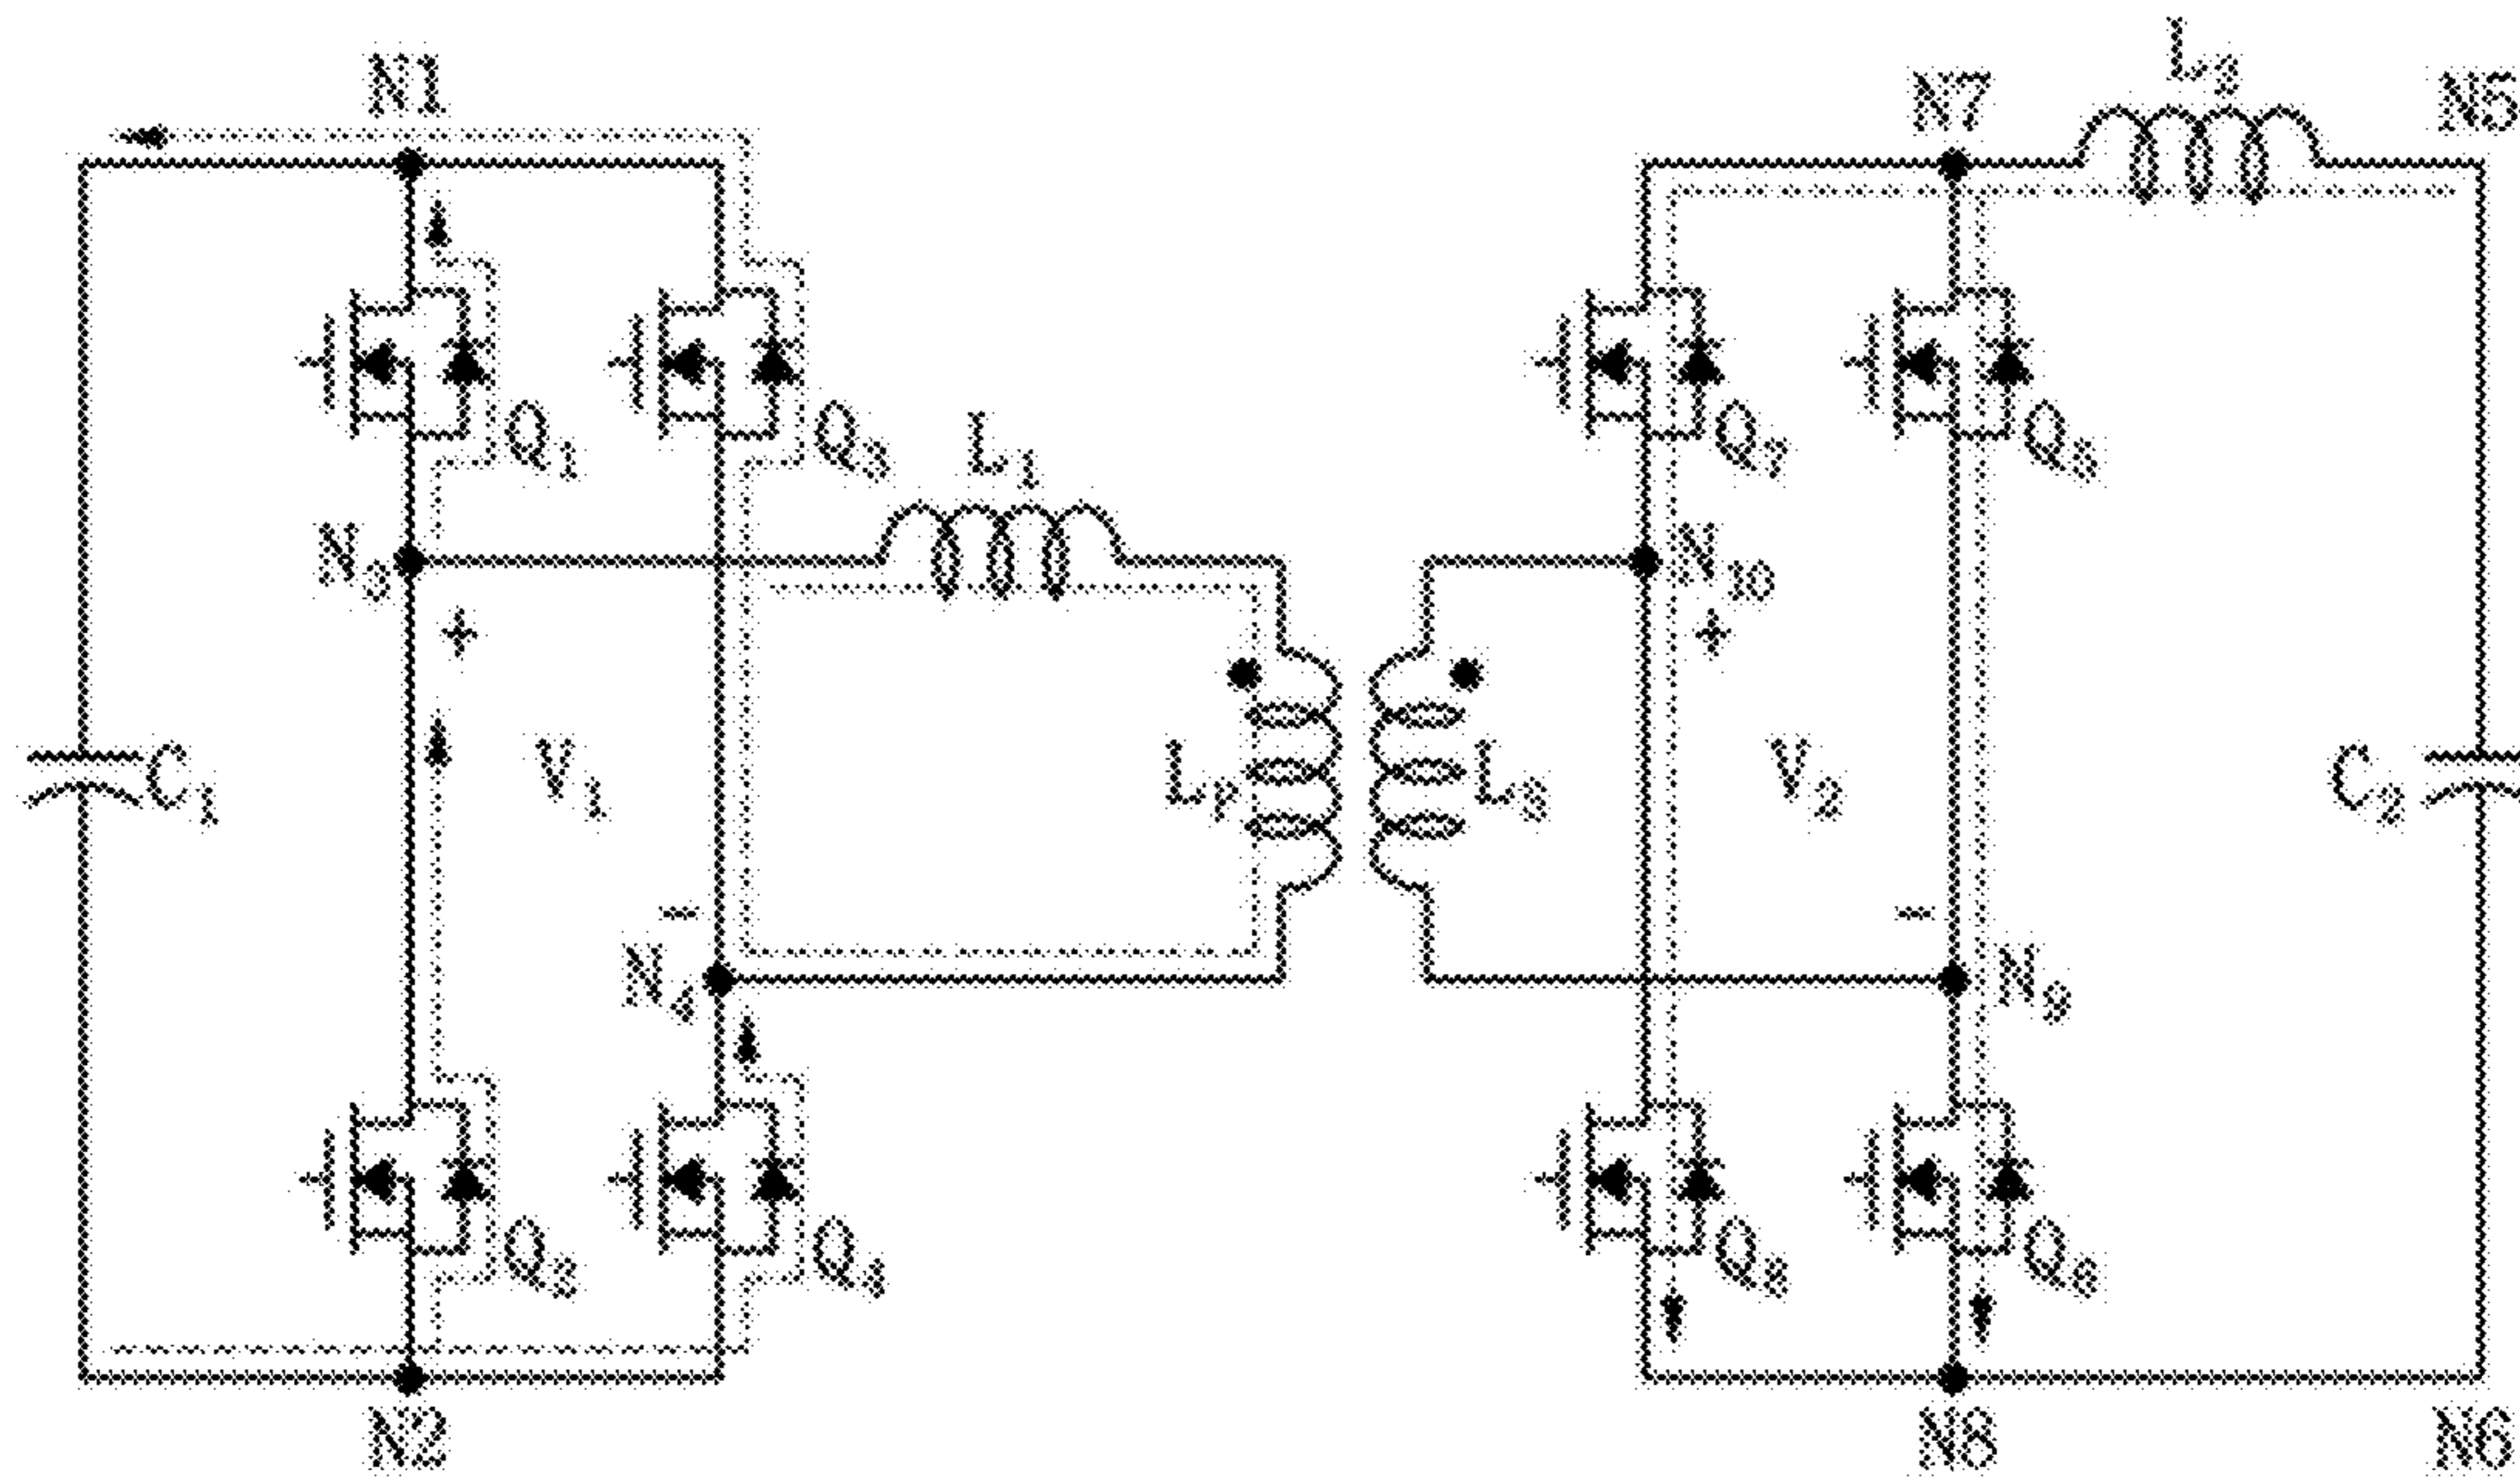 N1
N7
L2
N5
Q1
Q3
Q7
Q5
L1
N3
N10
+
+
C1
V1
LP
LS
V2
C2
-
-
N4
N9
Q2
Q4
Q8
Q6
N2
N8
N6